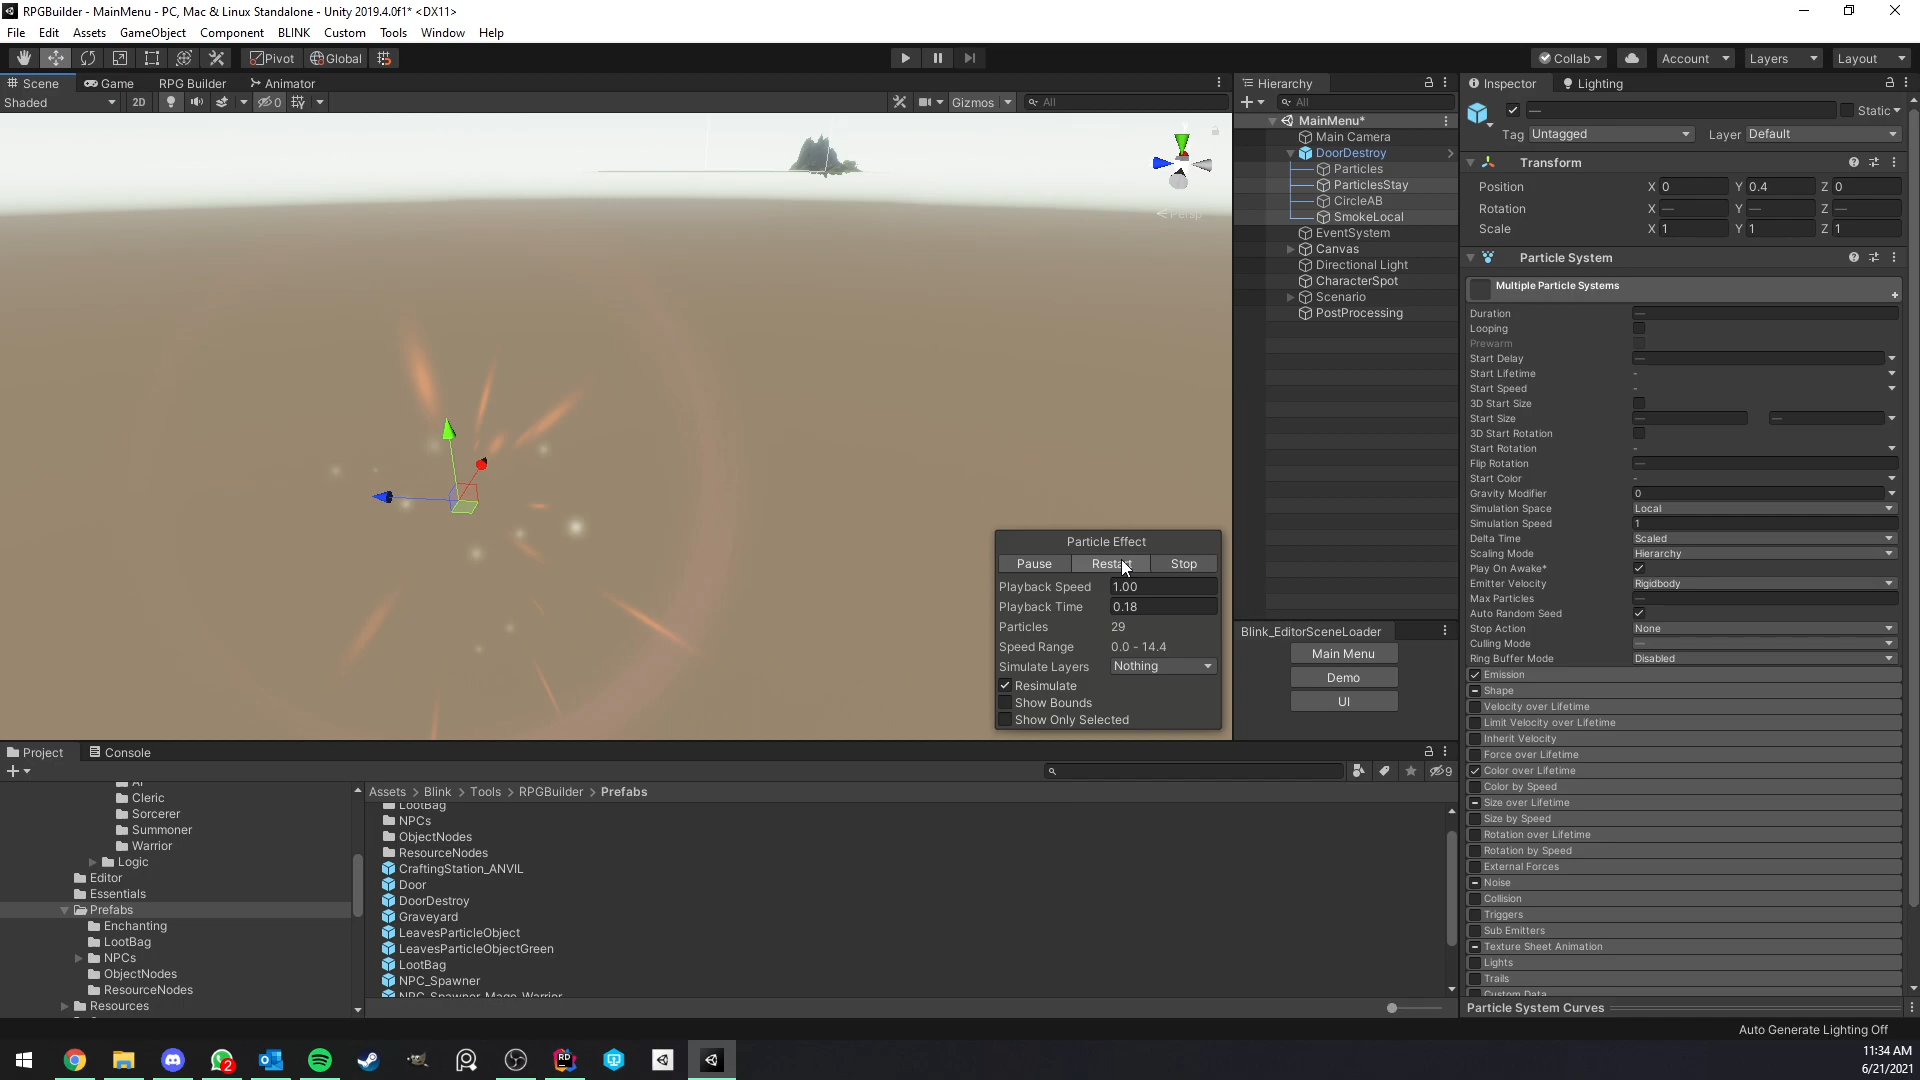 RPGBuilder - MainMenu - PC, Mac & Linux Standalone - Unity 2019.4.0f1* <DX11>
File Edit Assets GameObject Component BLINK Custom Tools Window Help
Pivot Global Collab Account Layers Layout
Scene Game RPG Builder Animator
Shaded 2D 0 Gizmos All
Persp
Particle Effect
Pause Restart Stop
Playback Speed 1.00
Playback Time 0.18
Particles 29
Speed Range 0.0 - 14.4
Simulate Layers Nothing
Resimulate
Show Bounds
Show Only Selected
Hierarchy
All
MainMenu*
Main Camera
DoorDestroy
Particles
ParticlesStay
CircleAB
SmokeLocal
EventSystem
Canvas
Directional Light
CharacterSpot
Scenario
PostProcessing
Blink_EditorSceneLoader
Main Menu
Demo
UI
Inspector Lighting
— Static
Tag Untagged Layer Default
Transform
Position X 0 Y 0.4 Z 0
Rotation X — Y — Z —
Scale X 1 Y 1 Z 1
Particle System
Multiple Particle Systems
Duration —
Looping
Prewarm
Start Delay —
Start Lifetime -
Start Speed -
3D Start Size
Start Size — —
3D Start Rotation
Start Rotation -
Flip Rotation —
Start Color -
Gravity Modifier 0
Simulation Space Local
Simulation Speed 1
Delta Time Scaled
Scaling Mode Hierarchy
Play On Awake*
Emitter Velocity Rigidbody
Max Particles —
Auto Random Seed
Stop Action None
Culling Mode —
Ring Buffer Mode Disabled
Emission
Shape
Velocity over Lifetime
Limit Velocity over Lifetime
Inherit Velocity
Force over Lifetime
Color over Lifetime
Color by Speed
Size over Lifetime
Size by Speed
Rotation over Lifetime
Rotation by Speed
External Forces
Noise
Collision
Triggers
Sub Emitters
Texture Sheet Animation
Lights
Trails
Custom Data
Particle System Curves
Project Console
9
AI
Cleric
Sorcerer
Summoner
Warrior
Logic
Editor
Essentials
Prefabs
Enchanting
LootBag
NPCs
ObjectNodes
ResourceNodes
Resources
Assets > Blink > Tools > RPGBuilder > Prefabs
LootBag
NPCs
ObjectNodes
ResourceNodes
CraftingStation_ANVIL
Door
DoorDestroy
Graveyard
LeavesParticleObject
LeavesParticleObjectGreen
LootBag
NPC_Spawner
NPC_Spawner_Mage_Warrior
Auto Generate Lighting Off
2
RD
11:34 AM
6/21/2021